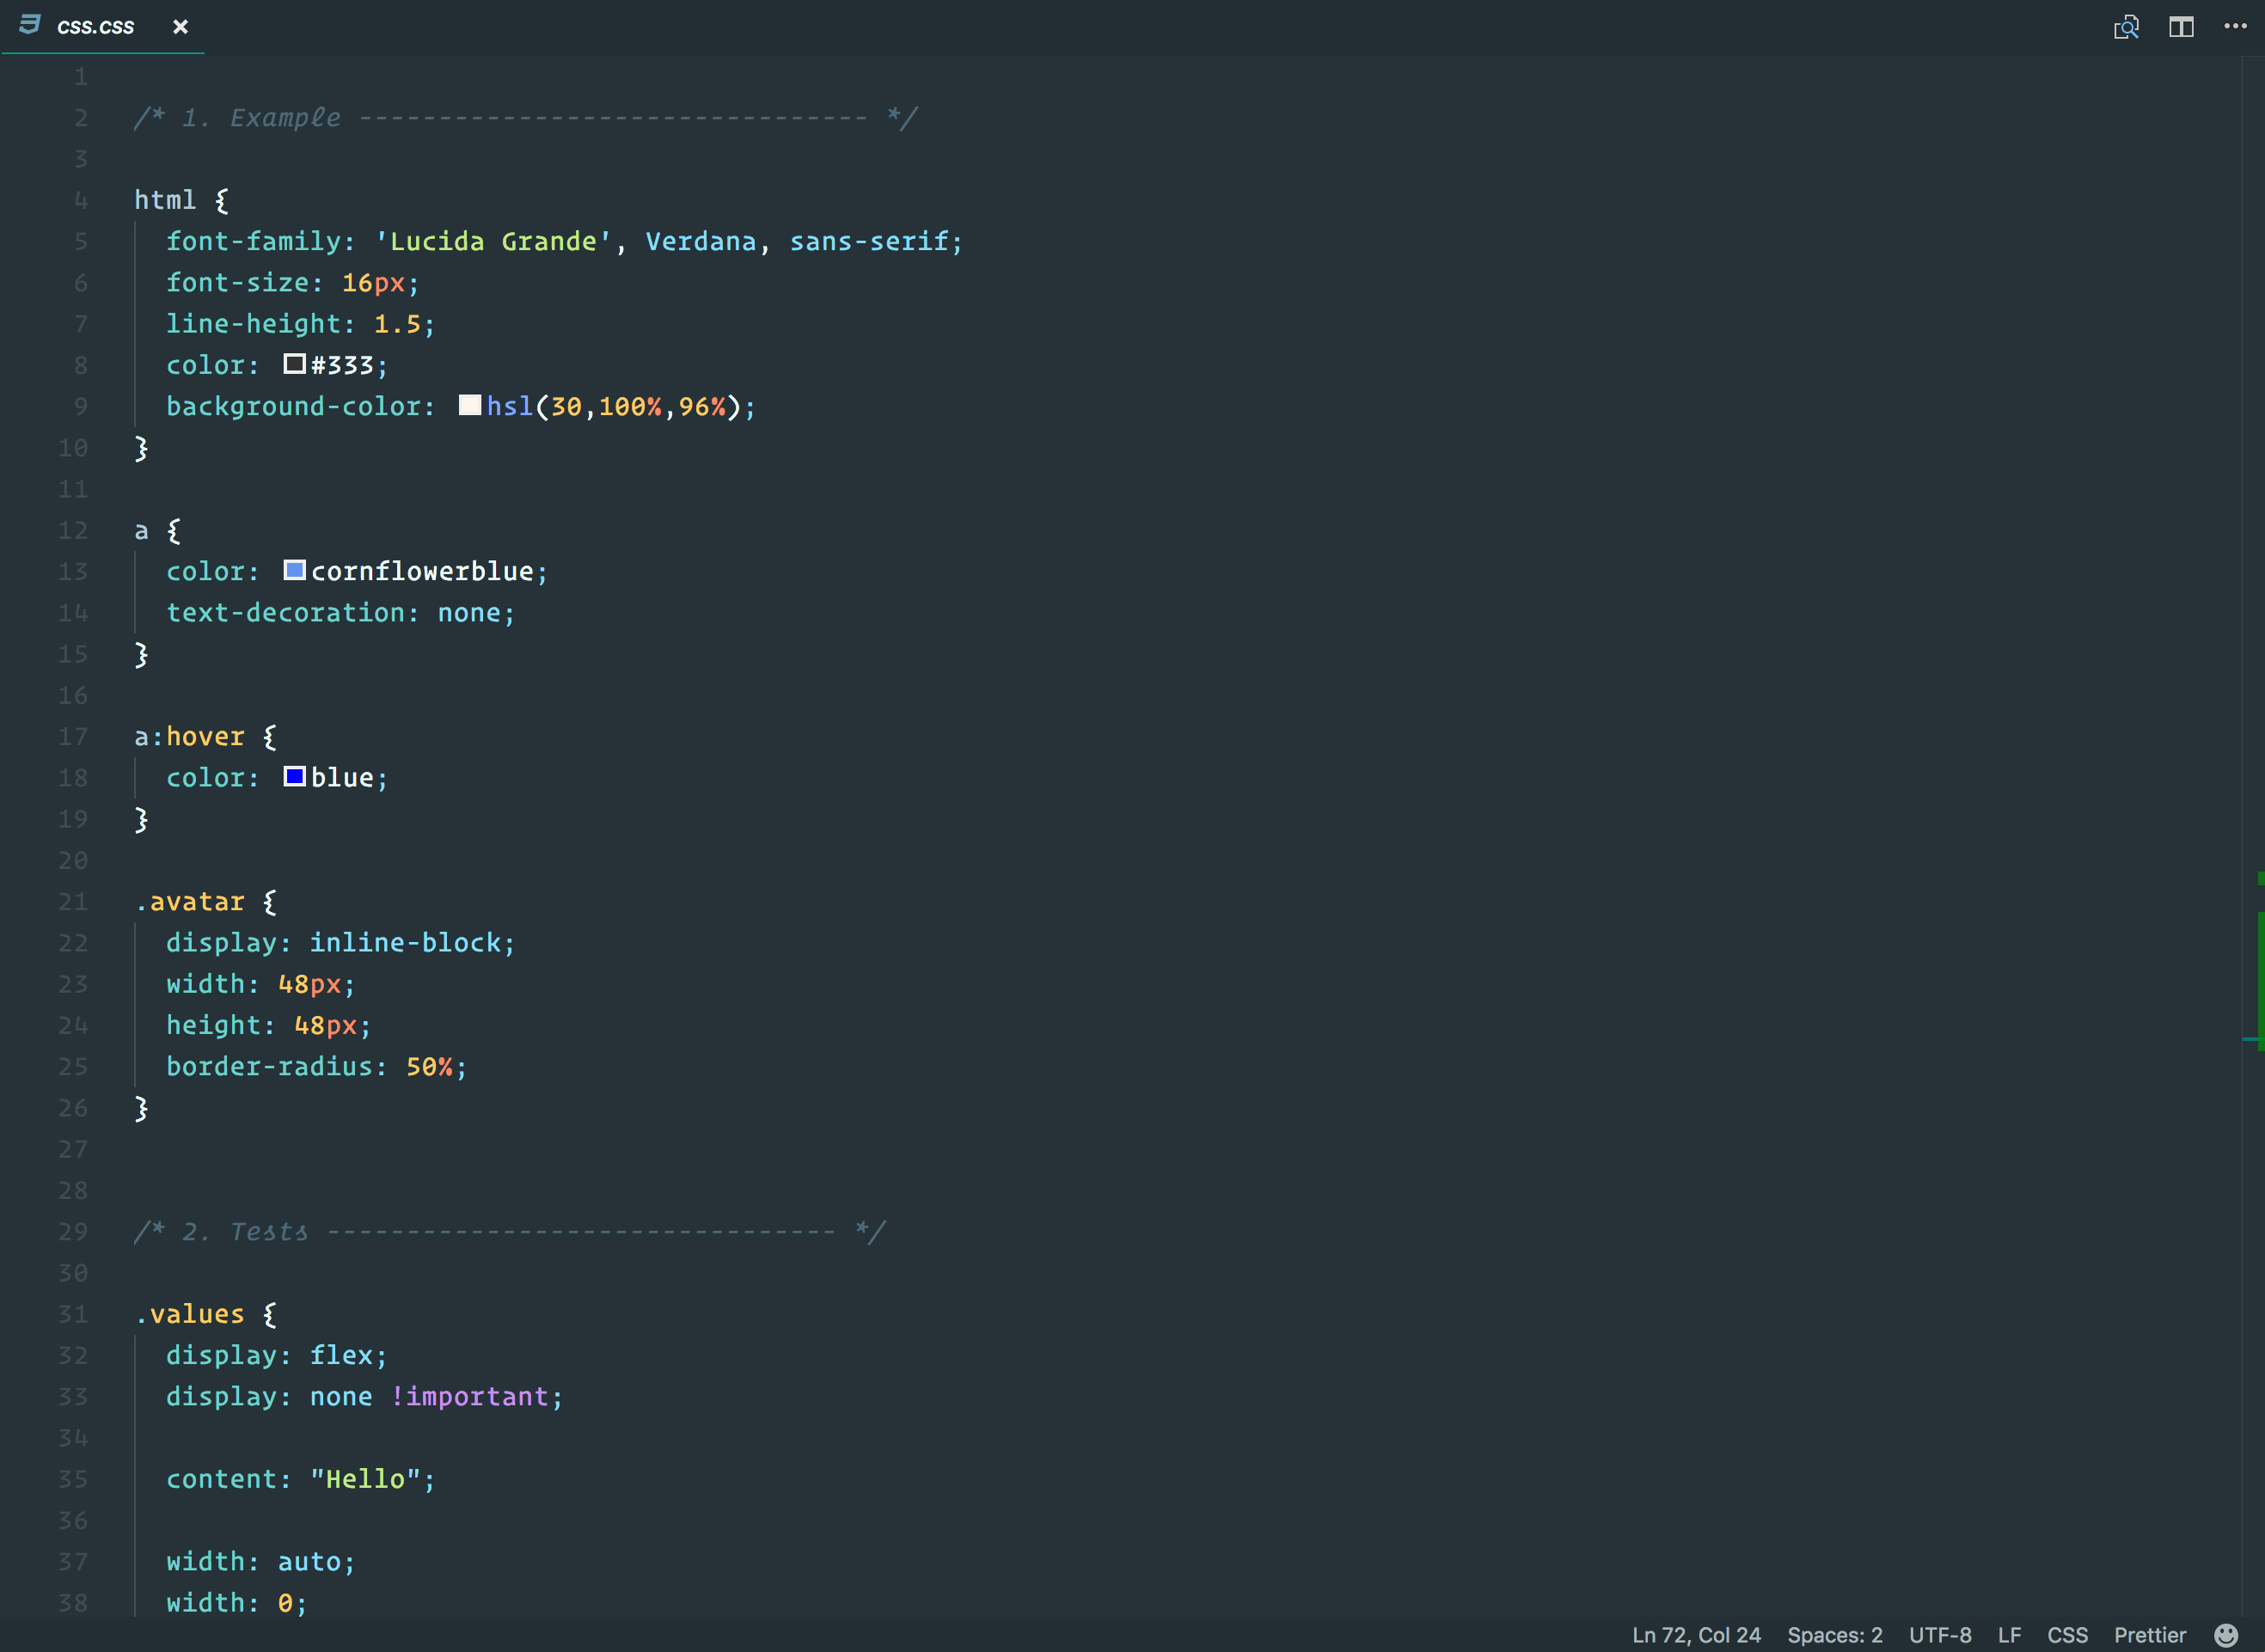 css.css
1
2 /* 1. Example -------------------------------- */
3
4 html {
5   font-family: 'Lucida Grande', Verdana, sans-serif;
6   font-size: 16px;
7   line-height: 1.5;
8   color: #333;
9   background-color: hsl(30,100%,96%);
10 }
11
12 a {
13   color: cornflowerblue;
14   text-decoration: none;
15 }
16
17 a:hover {
18   color: blue;
19 }
20
21 .avatar {
22   display: inline-block;
23   width: 48px;
24   height: 48px;
25   border-radius: 50%;
26 }
27
28
29 /* 2. Tests -------------------------------- */
30
31 .values {
32   display: flex;
33   display: none !important;
34
35   content: "Hello";
36
37   width: auto;
38   width: 0;
Ln 72, Col 24 Spaces: 2 UTF-8 LF CSS Prettier